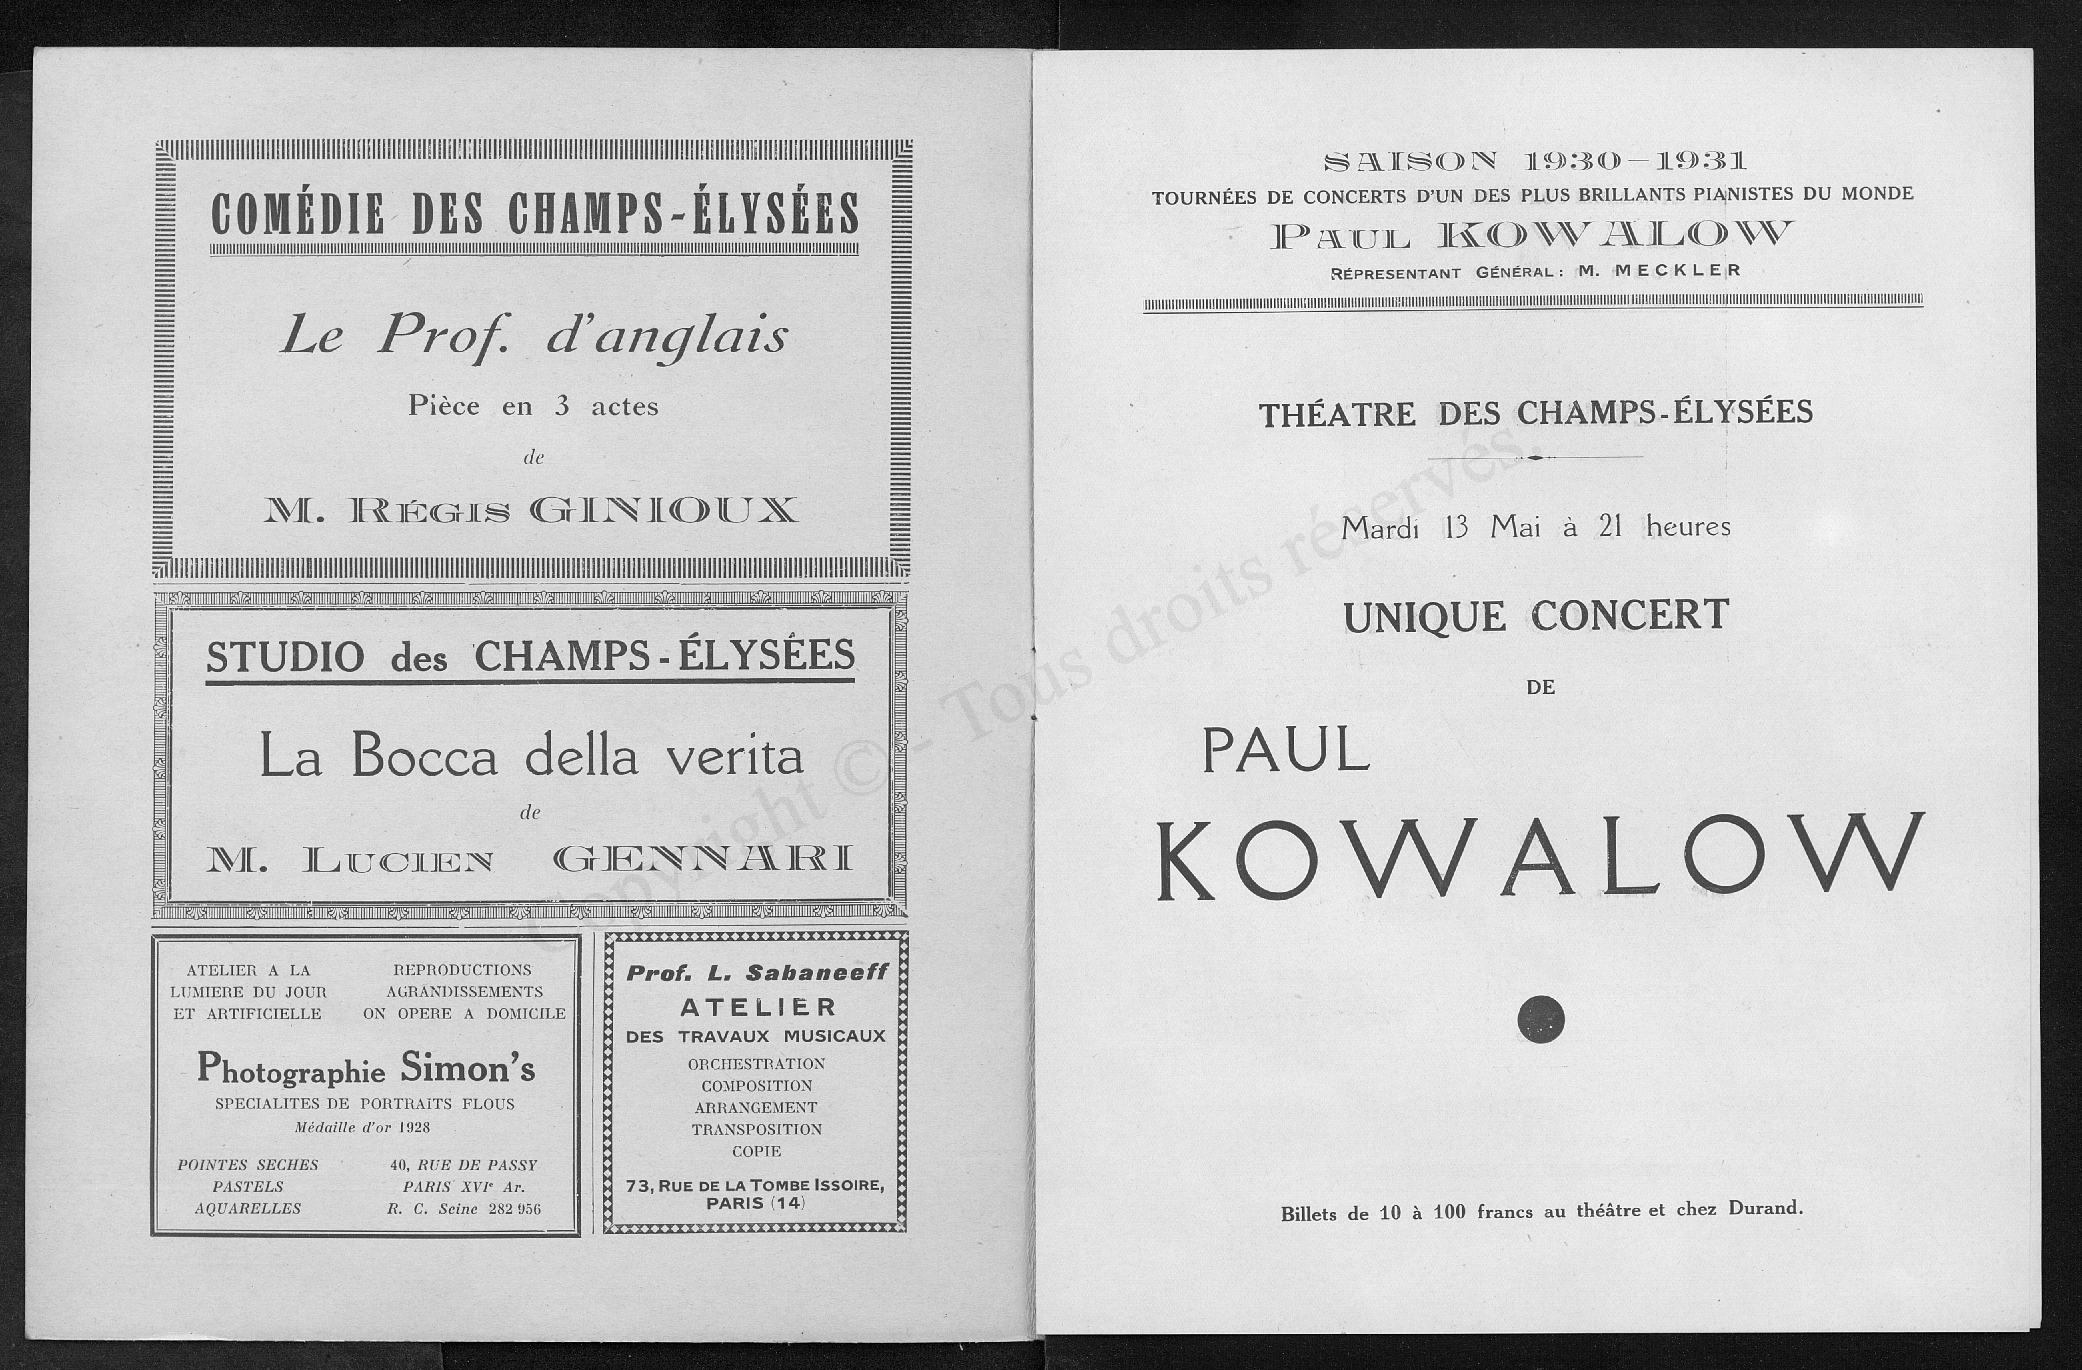 COMÉDIE DES CHAMPS-ÉLYSÉES
Le Prof. d'anglais
Pièce en 3 actes
de
M. RÉGIS GINIOUX
STUDIO des CHAMPS-ÉLYSÉES
La Bocca della verita
de
M. LUCIEN GENNARI
ATELIER A LA
LUMIERE DU JOUR
ET ARTIFICIELLE
REPRODUCTIONS
AGRANDISSEMENTS
ON OPERE A DOMICILE
Photographie Simon's
SPECIALITES DE PORTRAiTS FLOUS
Médaille d'or 1928
POINTES SECHES
PASTELS
AQUARELLES
40, RUE DE PASSY
PARIS XVIe Ar.
R. C. Seine 282 956
Prof. L. Sabaneeff
ATELIER
DES TRAVAUX MUSICAUX
ORCHESTRATION
COMPOSITION
ARRANGEMENT
TRANSPOSITION
COPIE
73, RUE DE LA TOMBE ISSOIRE,
PARIS (14)
SAISON 1930-1931
TOURNÉES DE CONCERTS D'UN DES PLUS BRILLANTS PIANISTES DU MONDE
PAUL KOWALOW
RÉPRESENTANT GÉNÉRAL: M. MECKLER
THÉATRE DES CHAMPS-ÉLYSÉES
Mardi 13 Mai à 21 heures
UNIQUE CONCERT
DE
PAUL
KOWALOW
Billets de 10 à 100 francs au théâtre et chez Durand.
Copyright © - Tous droits réservés.